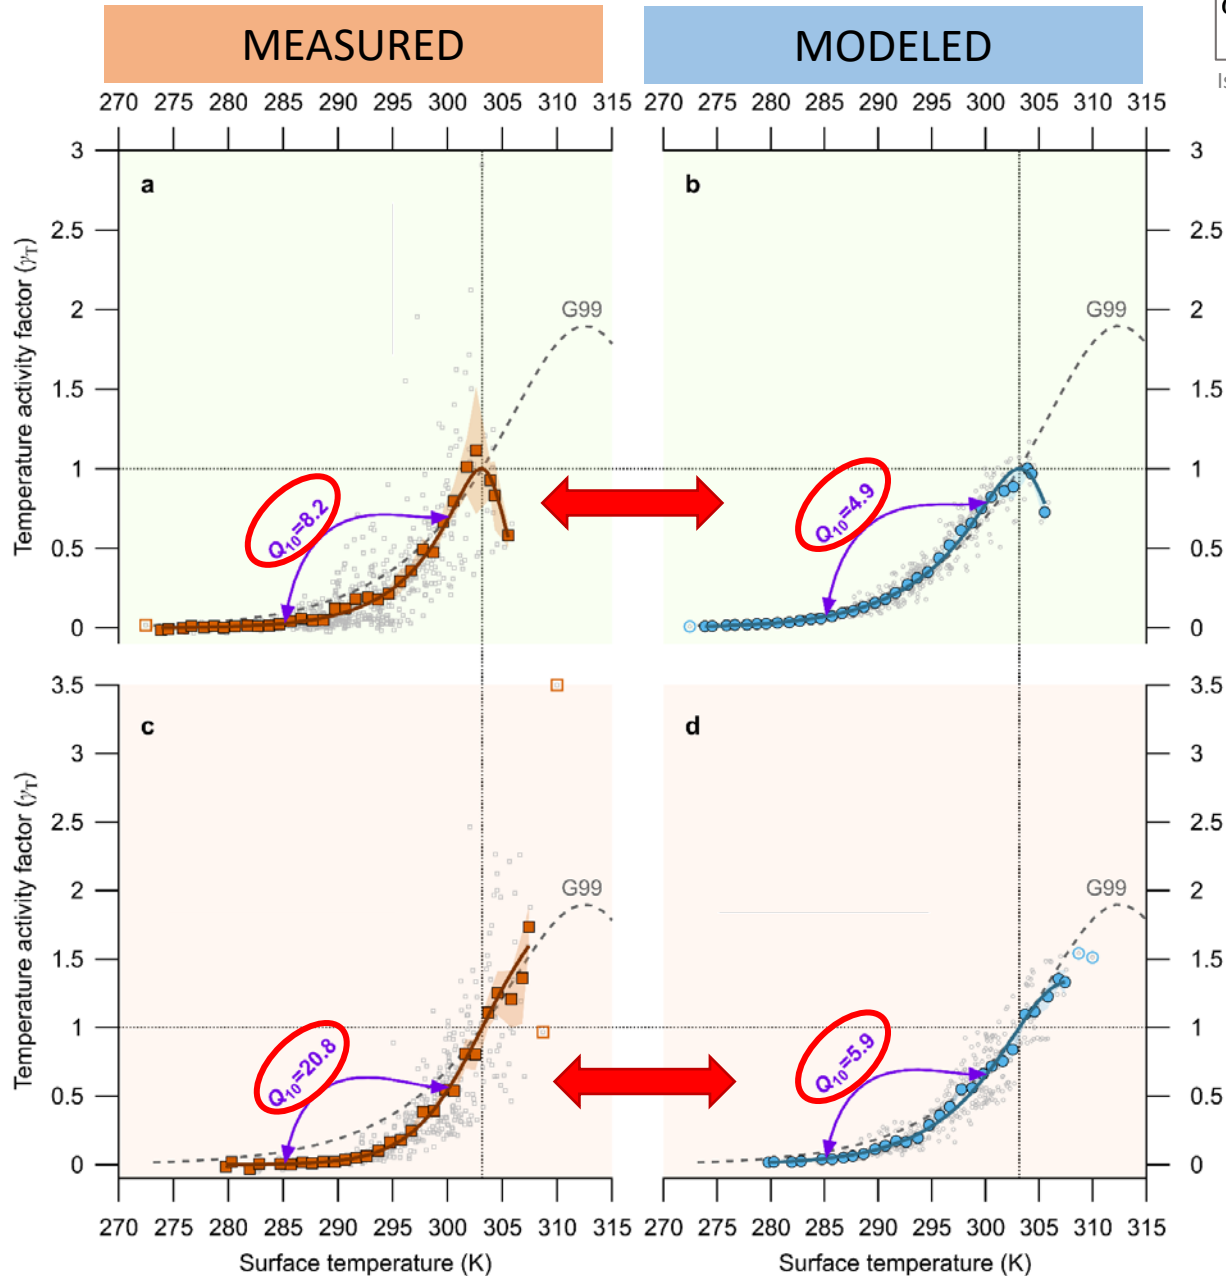 MEASURED
MODELED
270 275 280 285 290 295 300 305 310 315
270 275 280 285 290 295 300 305 310 315
Is
3
2.5
2
1.5
1
0.5
0
Temperature activity factor (γT)
a
G99
Q10=8.2
b
G99
Q10=4.9
3
2.5
2
1.5
1
0.5
0
3.5
3
2.5
2
1.5
1
0.5
0
Temperature activity factor (γT)
c
G99
Q10=20.8
d
G99
Q10=5.9
3.5
3
2.5
2
1.5
1
0.5
0
270 275 280 285 290 295 300 305 310 315
270 275 280 285 290 295 300 305 310 315
Surface temperature (K)
Surface temperature (K)